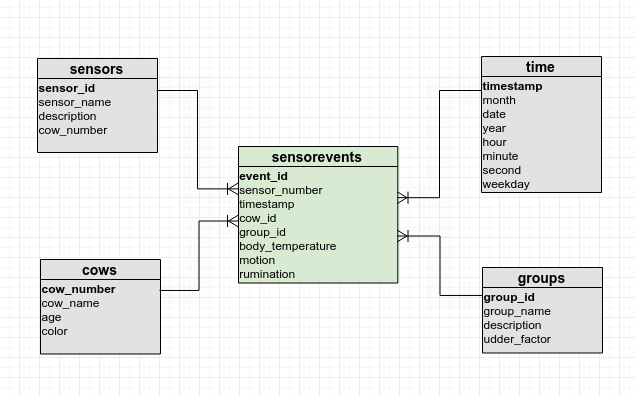 sensors
sensor_id
sensor_name
description
cow_number
time
timestamp
month
date
year
hour
minute
second
weekday
sensorevents
event_id
sensor_number
timestamp
cow_id
group_id
body_temperature
motion
rumination
cows
cow_number
cow_name
age
color
groups
group_id
group_name
description
udder_factor